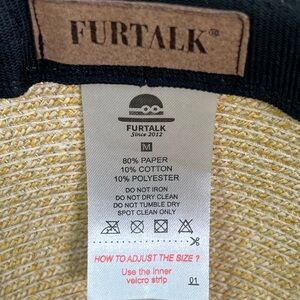 FURTALK®
FURTALK
Since 2012
M
80% PAPER
10% COTTON
10% POLYESTER
DO NOT IRON
DO NOT DRY CLEAN
DO NOT TUMBLE DRY
SPOT CLEAN ONLY
HOW TO ADJUST THE SIZE ?
Use the inner
velcro strip
01